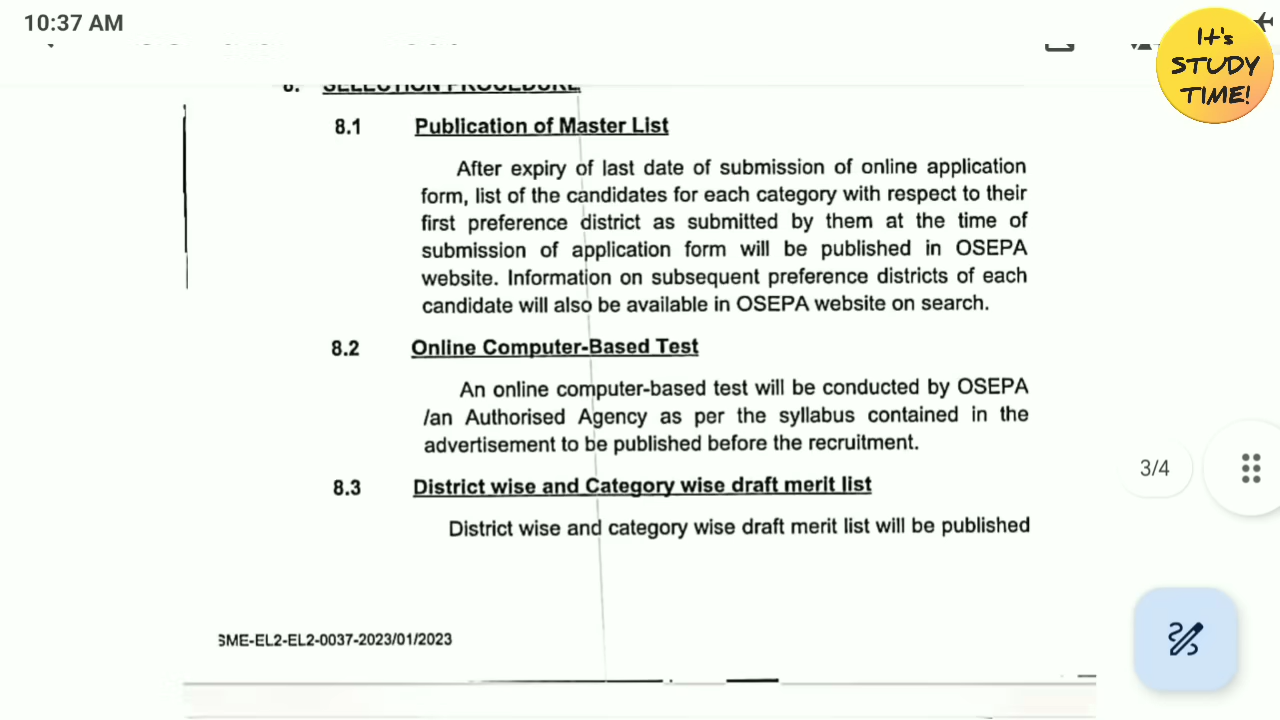 10:37 AM
It's
STUDY
TIME!
8. SELECTION PROCEDURE
8.1 Publication of Master List
After expiry of last date of submission of online application
form, list of the candidates for each category with respect to their
first preference district as submitted by them at the time of
submission of application form will be published in OSEPA
website. Information on subsequent preference districts of each
candidate will also be available in OSEPA website on search.
8.2 Online Computer-Based Test
An online computer-based test will be conducted by OSEPA
/an Authorised Agency as per the syllabus contained in the
advertisement to be published before the recruitment.
3/4
8.3 District wise and Category wise draft merit list
District wise and category wise draft merit list will be published
SME-EL2-EL2-0037-2023/01/2023